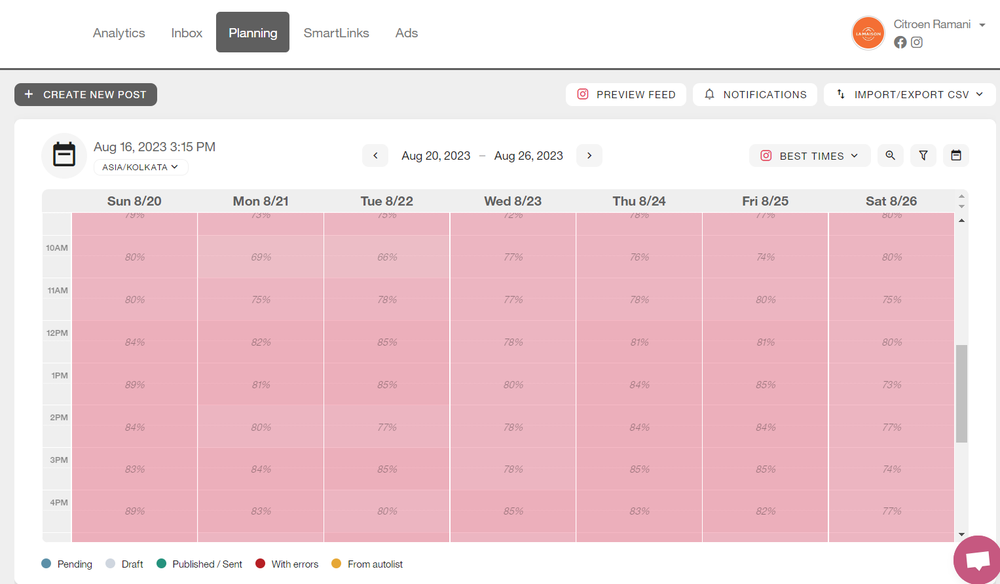 Analytics Inbox Planning SmartLinks Ads
LAMAISON
Citroen Ramani
+ CREATE NEW POST
PREVIEW FEED
NOTIFICATIONS
IMPORT/EXPORT CSV
Aug 16, 2023 3:15 PM
ASIA/KOLKATA
Aug 20, 2023 – Aug 26, 2023
BEST TIMES
Sun 8/20 Mon 8/21 Tue 8/22 Wed 8/23 Thu 8/24 Fri 8/25 Sat 8/26
79% 73% 75% 72% 78% 77% 80%
10AM 80% 69% 66% 77% 76% 74% 80%
11AM 80% 75% 78% 77% 78% 80% 75%
12PM 84% 82% 85% 78% 81% 81% 80%
1PM 89% 81% 85% 80% 84% 85% 73%
2PM 84% 80% 77% 78% 84% 84% 77%
3PM 83% 84% 85% 78% 85% 85% 74%
4PM 89% 83% 80% 85% 83% 82% 77%
Pending Draft Published / Sent With errors From autolist